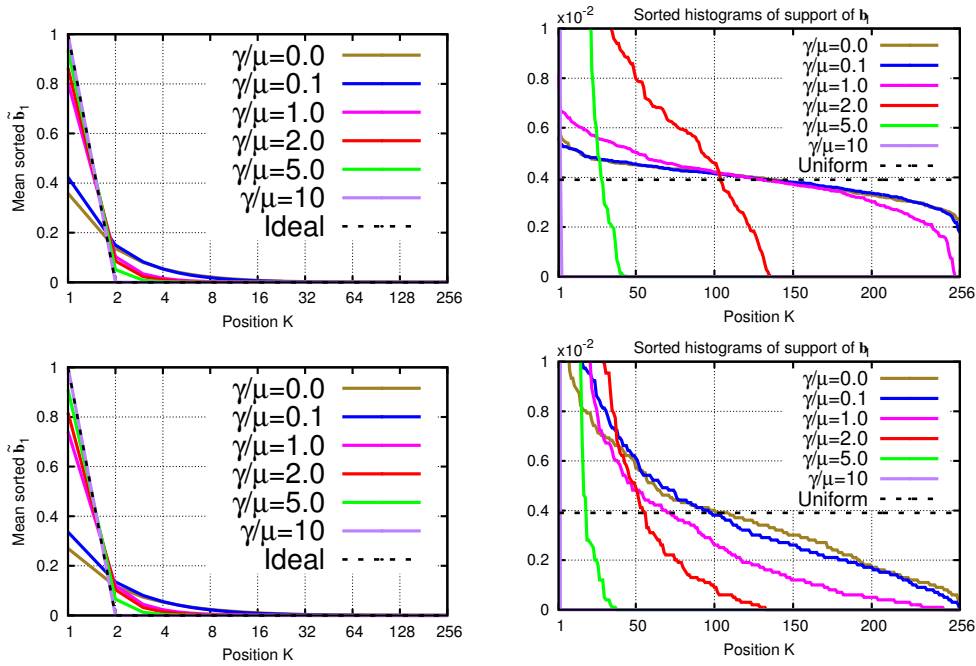 Mean sorted b̃₁
1
0.8
0.6
0.4
0.2
0
γ/μ=0.0
γ/μ=0.1
γ/μ=1.0
γ/μ=2.0
γ/μ=5.0
γ/μ=10
Ideal
1 2 4 8 16 32 64 128 256
Position K
Sorted histograms of support of b₁
x10⁻²
1
0.8
0.6
0.4
0.2
0
γ/μ=0.0
γ/μ=0.1
γ/μ=1.0
γ/μ=2.0
γ/μ=5.0
γ/μ=10
Uniform
1 50 100 150 200 256
Position K
Mean sorted b̃₁
1
0.8
0.6
0.4
0.2
0
γ/μ=0.0
γ/μ=0.1
γ/μ=1.0
γ/μ=2.0
γ/μ=5.0
γ/μ=10
Ideal
1 2 4 8 16 32 64 128 256
Position K
Sorted histograms of support of b₁
x10⁻²
1
0.8
0.6
0.4
0.2
0
γ/μ=0.0
γ/μ=0.1
γ/μ=1.0
γ/μ=2.0
γ/μ=5.0
γ/μ=10
Uniform
1 50 100 150 200 256
Position K